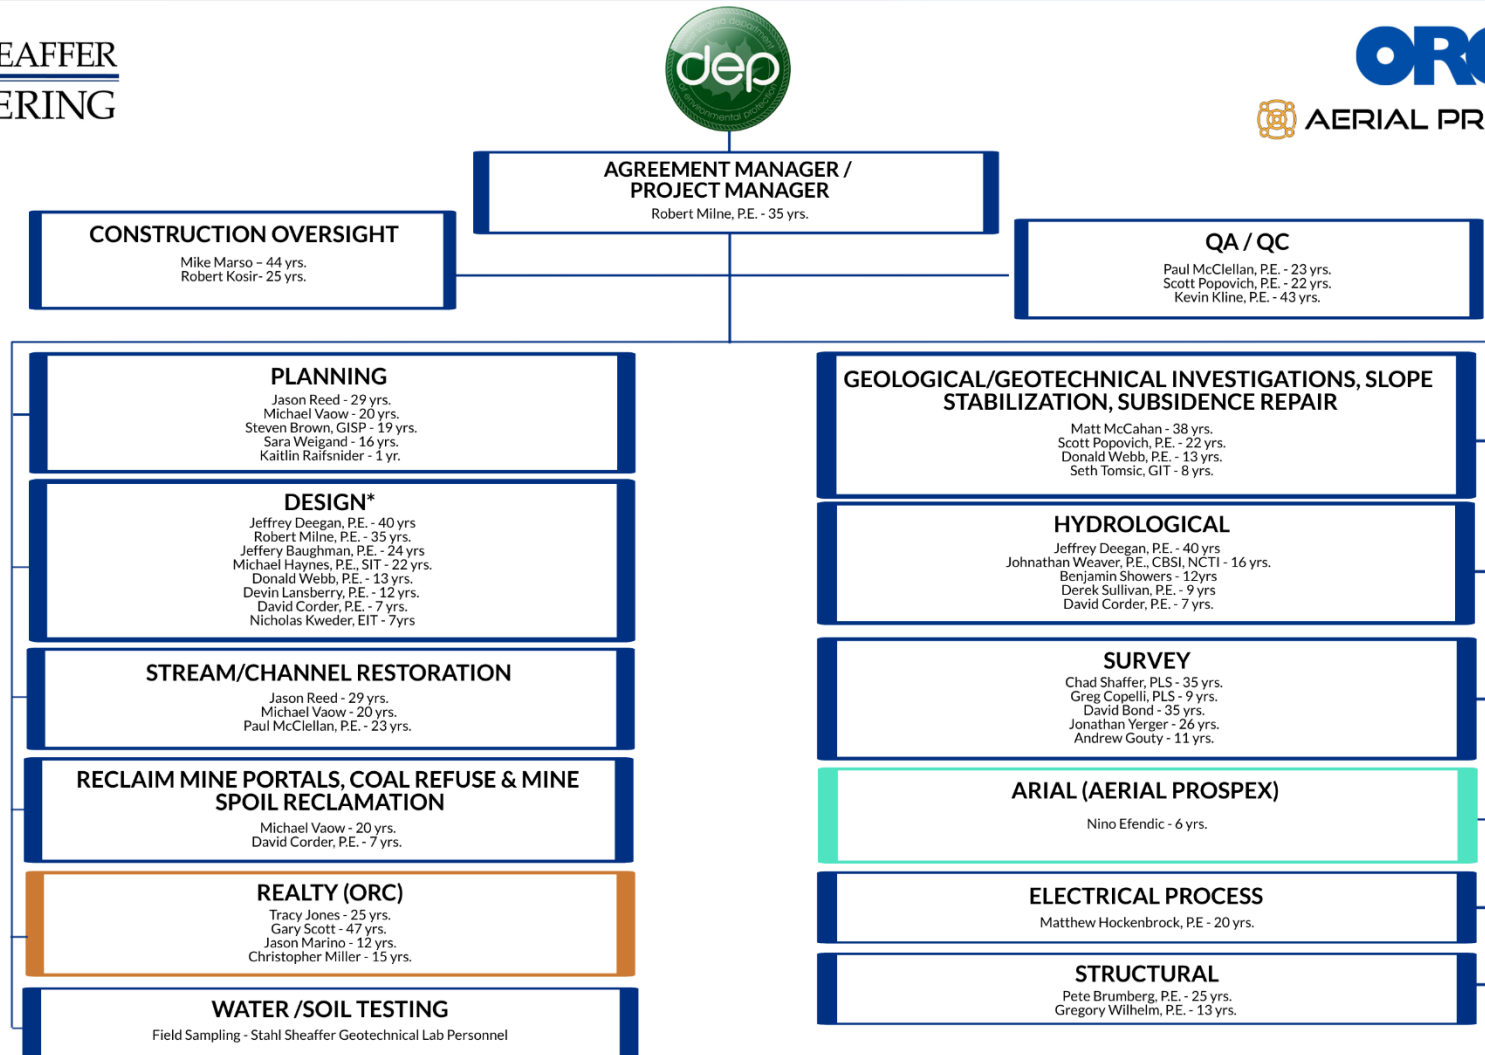 EAFFER
ERING
dep
ORC
AERIAL PR
AGREEMENT MANAGER /
PROJECT MANAGER
Robert Milne, P.E. - 35 yrs.
CONSTRUCTION OVERSIGHT
Mike Marso – 44 yrs.
Robert Kosir- 25 yrs.
QA / QC
Paul McClellan, P.E. - 23 yrs.
Scott Popovich, P.E. - 22 yrs.
Kevin Kline, P.E. - 43 yrs.
PLANNING
Jason Reed - 29 yrs.
Michael Vaow - 20 yrs.
Steven Brown, GISP - 19 yrs.
Sara Weigand - 16 yrs.
Kaitlin Raifsnider - 1 yr.
DESIGN*
Jeffrey Deegan, P.E. - 40 yrs
Robert Milne, P.E. - 35 yrs.
Jeffery Baughman, P.E. - 24 yrs
Michael Haynes, P.E., SIT - 22 yrs.
Donald Webb, P.E. - 13 yrs.
Devin Lansberry, P.E. - 12 yrs.
David Corder, P.E. - 7 yrs.
Nicholas Kweder, EIT - 7yrs
STREAM/CHANNEL RESTORATION
Jason Reed - 29 yrs.
Michael Vaow - 20 yrs.
Paul McClellan, P.E. - 23 yrs.
RECLAIM MINE PORTALS, COAL REFUSE & MINE
SPOIL RECLAMATION
Michael Vaow - 20 yrs.
David Corder, P.E. - 7 yrs.
REALTY (ORC)
Tracy Jones - 25 yrs.
Gary Scott - 47 yrs.
Jason Marino - 12 yrs.
Christopher Miller - 15 yrs.
WATER /SOIL TESTING
Field Sampling - Stahl Sheaffer Geotechnical Lab Personnel
GEOLOGICAL/GEOTECHNICAL INVESTIGATIONS, SLOPE
STABILIZATION, SUBSIDENCE REPAIR
Matt McCahan - 38 yrs.
Scott Popovich, P.E. - 22 yrs.
Donald Webb, P.E. - 13 yrs.
Seth Tomsic, GIT - 8 yrs.
HYDROLOGICAL
Jeffrey Deegan, P.E. - 40 yrs
Johnathan Weaver, P.E., CBSI, NCTI - 16 yrs.
Benjamin Showers - 12yrs
Derek Sullivan, P.E. - 9 yrs
David Corder, P.E. - 7 yrs.
SURVEY
Chad Shaffer, PLS - 35 yrs.
Greg Copelli, PLS - 9 yrs.
David Bond - 35 yrs.
Jonathan Yerger - 26 yrs.
Andrew Gouty - 11 yrs.
ARIAL (AERIAL PROSPEX)
Nino Efendic - 6 yrs.
ELECTRICAL PROCESS
Matthew Hockenbrock, P.E - 20 yrs.
STRUCTURAL
Pete Brumberg, P.E. - 25 yrs.
Gregory Wilhelm, P.E. - 13 yrs.